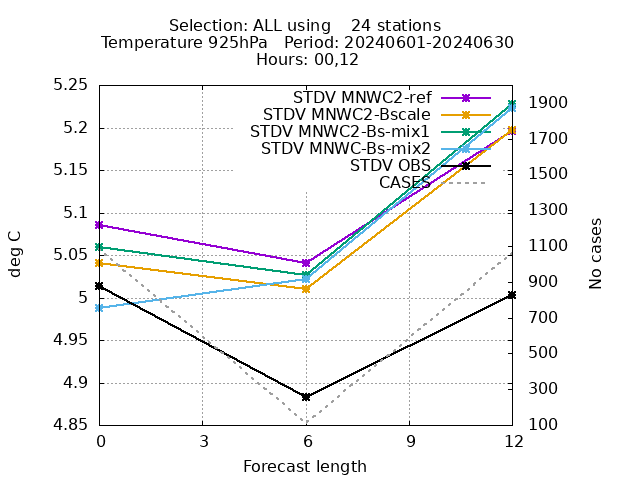 Selection: ALL using    24 stations
Temperature 925hPa   Period: 20240601-20240630
Hours: 00,12
5.25
5.2
5.15
5.1
5.05
5
4.95
4.9
4.85
deg C
STDV MNWC2-ref
STDV MNWC2-Bscale
STDV MNWC2-Bs-mix1
STDV MNWC-Bs-mix2
STDV OBS
CASES
1900
1700
1500
1300
1100
900
700
500
300
100
No cases
0 3 6 9 12
Forecast length